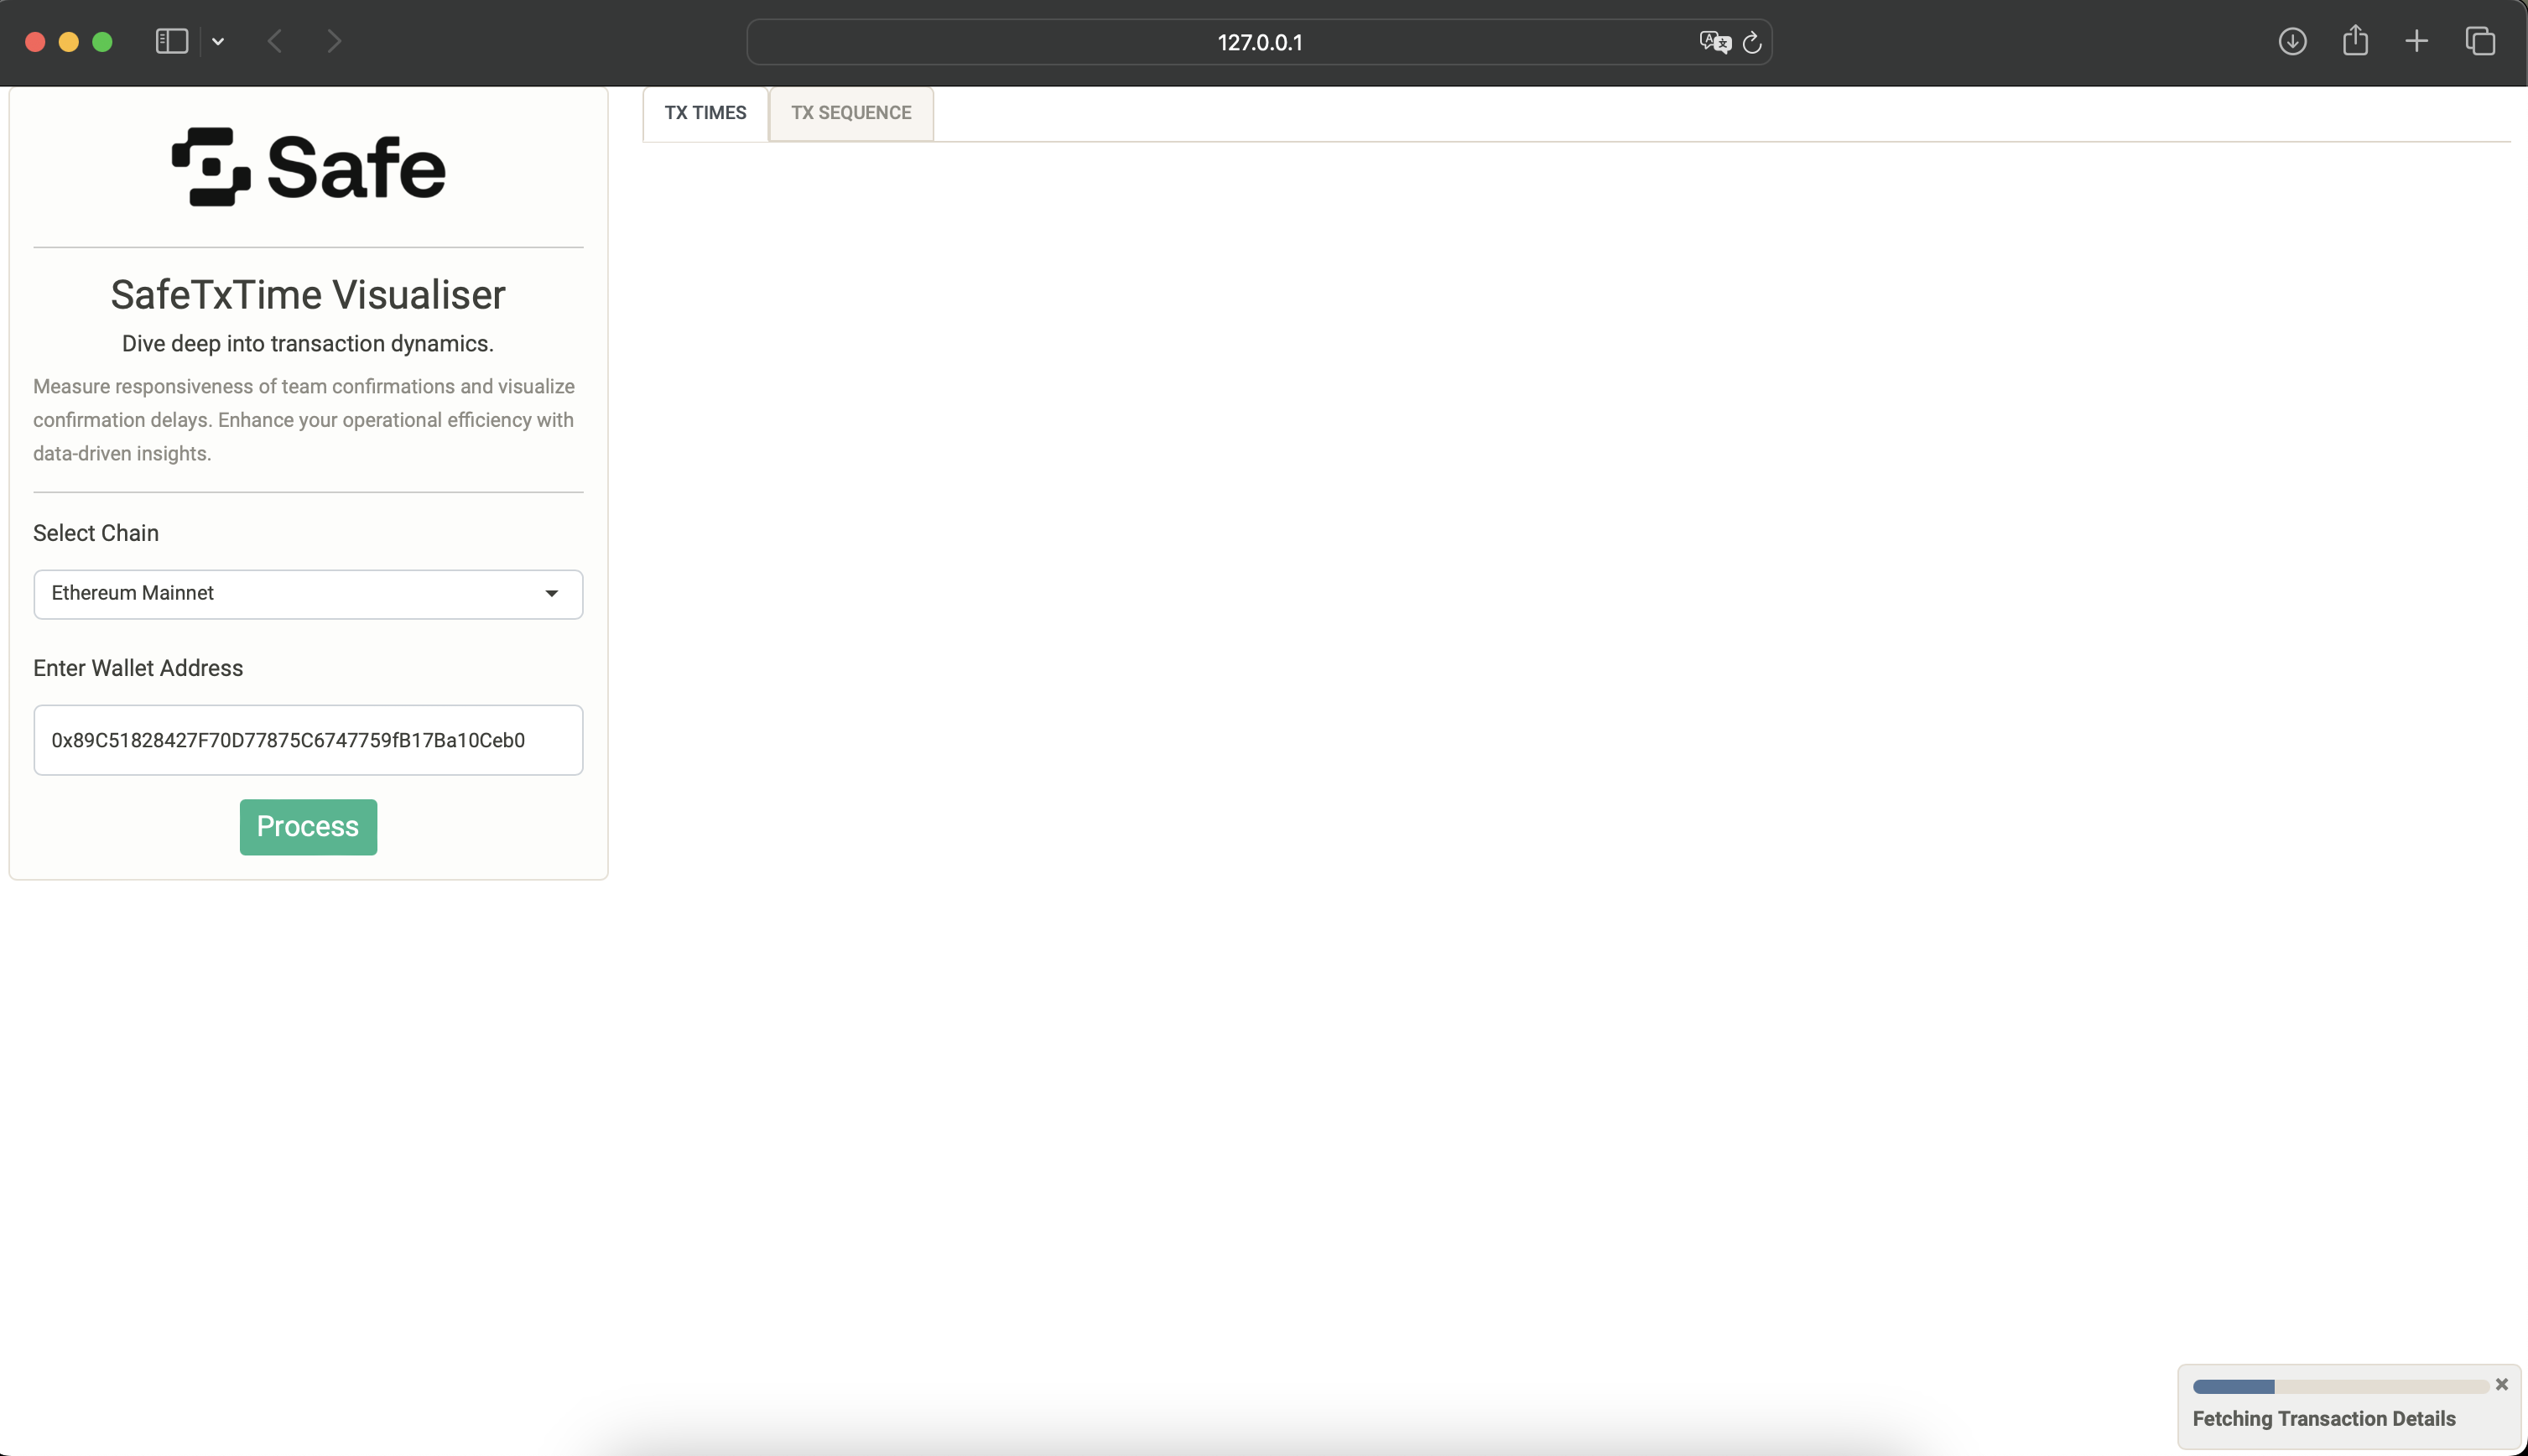 127.0.0.1
Safe
TX TIMES
TX SEQUENCE
SafeTxTime Visualiser
Dive deep into transaction dynamics.
Measure responsiveness of team confirmations and visualize
confirmation delays. Enhance your operational efficiency with
data-driven insights.
Select Chain
Ethereum Mainnet
Enter Wallet Address
0x89C51828427F70D77875C6747759fB17Ba10Ceb0
Process
Fetching Transaction Details